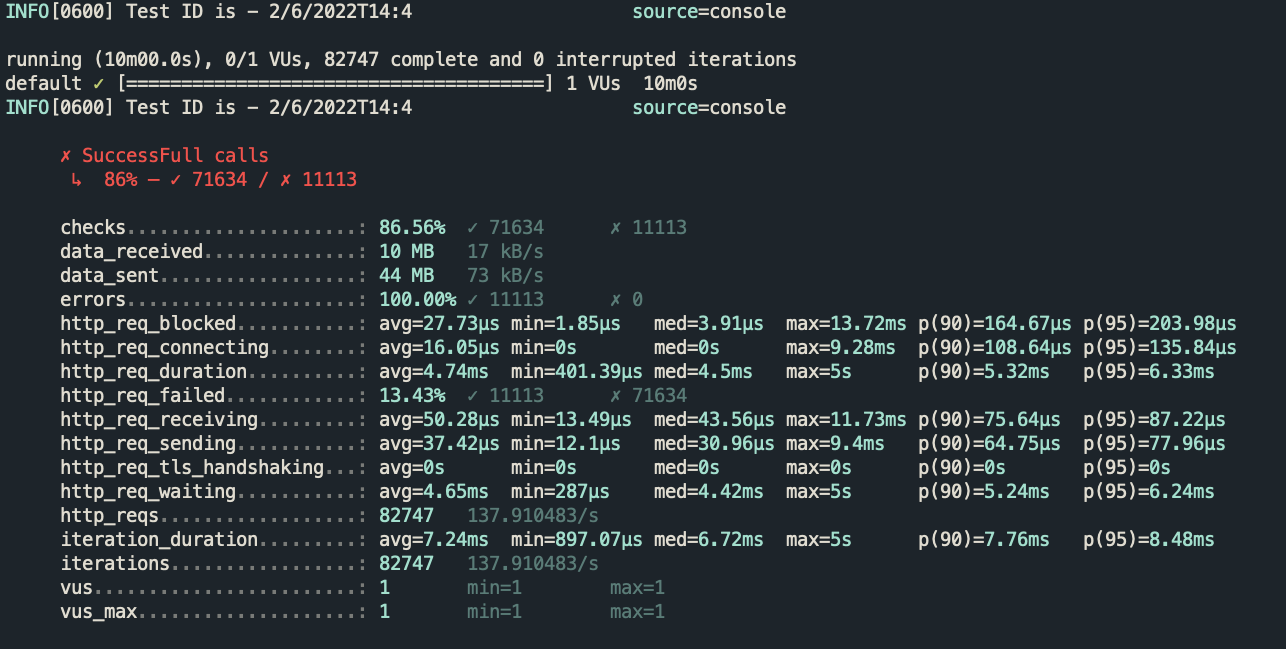 INFO[0600] Test ID is – 2/6/2022T14:4                    source=console

running (10m00.0s), 0/1 VUs, 82747 complete and 0 interrupted iterations
default ✓ [======================================] 1 VUs  10m0s
INFO[0600] Test ID is – 2/6/2022T14:4                    source=console

     ✗ SuccessFull calls
      ↳  86% — ✓ 71634 / ✗ 11113

     checks.....................: 86.56%  ✓ 71634      ✗ 11113
     data_received..............: 10 MB   17 kB/s
     data_sent..................: 44 MB   73 kB/s
     errors.....................: 100.00% ✓ 11113      ✗ 0
     http_req_blocked...........: avg=27.73µs min=1.85µs   med=3.91µs  max=13.72ms p(90)=164.67µs p(95)=203.98µs
     http_req_connecting........: avg=16.05µs min=0s       med=0s      max=9.28ms  p(90)=108.64µs p(95)=135.84µs
     http_req_duration..........: avg=4.74ms  min=401.39µs med=4.5ms   max=5s      p(90)=5.32ms   p(95)=6.33ms
     http_req_failed............: 13.43%  ✓ 11113      ✗ 71634
     http_req_receiving.........: avg=50.28µs min=13.49µs  med=43.56µs max=11.73ms p(90)=75.64µs  p(95)=87.22µs
     http_req_sending...........: avg=37.42µs min=12.1µs   med=30.96µs max=9.4ms   p(90)=64.75µs  p(95)=77.96µs
     http_req_tls_handshaking...: avg=0s      min=0s       med=0s      max=0s      p(90)=0s       p(95)=0s
     http_req_waiting...........: avg=4.65ms  min=287µs    med=4.42ms  max=5s      p(90)=5.24ms   p(95)=6.24ms
     http_reqs..................: 82747   137.910483/s
     iteration_duration.........: avg=7.24ms  min=897.07µs med=6.72ms  max=5s      p(90)=7.76ms   p(95)=8.48ms
     iterations.................: 82747   137.910483/s
     vus........................: 1       min=1        max=1
     vus_max....................: 1       min=1        max=1